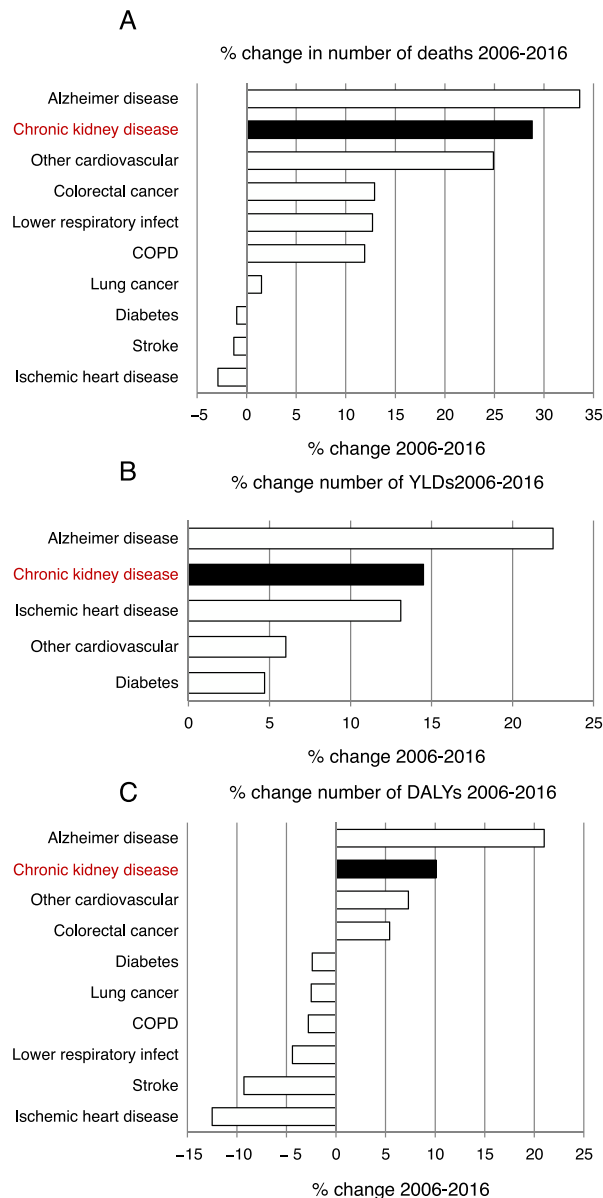 A
% change in number of deaths 2006-2016
Alzheimer disease
Chronic kidney disease
Other cardiovascular
Colorectal cancer
Lower respiratory infect
COPD
Lung cancer
Diabetes
Stroke
Ischemic heart disease
−5 0 5 10 15 20 25 30 35
% change 2006-2016
B
% change number of YLDs2006-2016
Alzheimer disease
Chronic kidney disease
Ischemic heart disease
Other cardiovascular
Diabetes
0 5 10 15 20 25
% change 2006-2016
C
% change number of DALYs 2006-2016
Alzheimer disease
Chronic kidney disease
Other cardiovascular
Colorectal cancer
Diabetes
Lung cancer
COPD
Lower respiratory infect
Stroke
Ischemic heart disease
−15 −10 − 5 0 5 10 15 20 25
% change 2006-2016